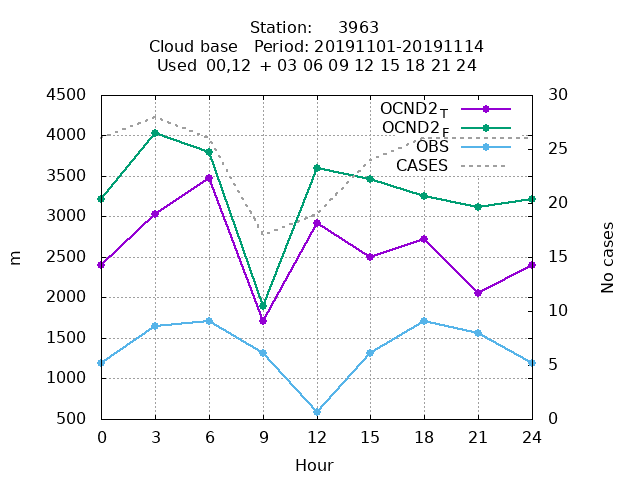 Station: 3963
Cloud base Period: 20191101-20191114
Used 00,12 + 03 06 09 12 15 18 21 24
4500 30
OCND2T
4000 OCND2E 25
OBS
3500 CASES
3000 20
2500 15
2000 10
1500
1000 5
500 0
m
No cases
0 3 6 9 12 15 18 21 24
Hour